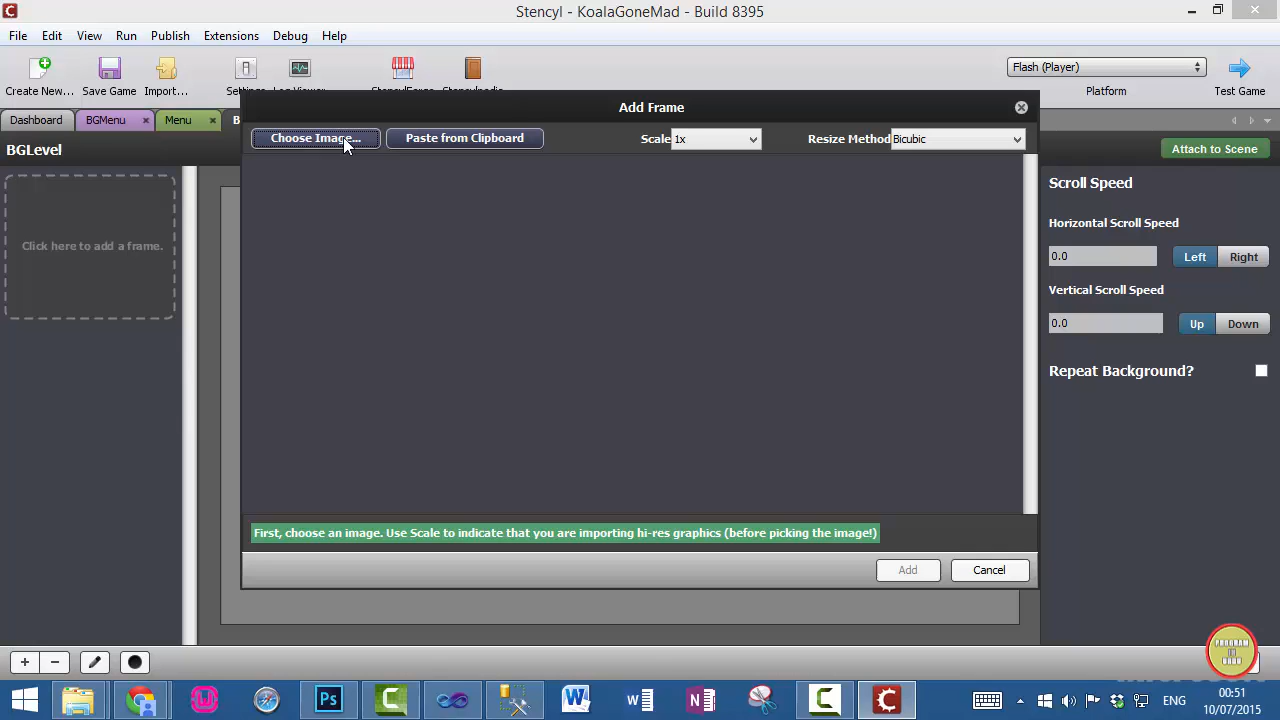 Stencyl - KoalaGoneMad - Build 8395
File Edit View Run Publish Extensions Debug Help
Flash (Player)
Create New... Save Game Import... Platform Test Game
Add Frame
Dashboard BGMenu Menu
Choose Image... Paste from Clipboard Scale 1x Resize Method Bicubic
BGLevel
Attach to Scene
Scroll Speed
Horizontal Scroll Speed
Click here to add a frame.
0.0 Left Right
Vertical Scroll Speed
0.0 Up Down
Repeat Background?
First, choose an image. Use Scale to indicate that you are importing hi-res graphics (before picking the image!)
Add Cancel
ENG
00:51
10/07/2015